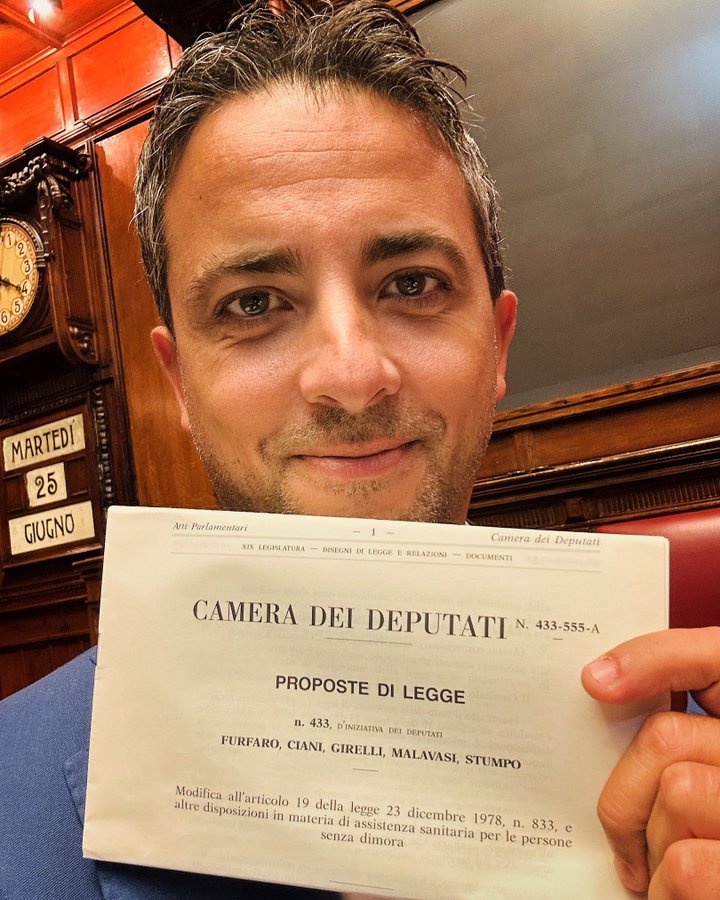 MARTEDÍ
25
GIUGNO
Atti Parlamentari — 1 — Camera dei Deputati
XIX LEGISLATURA — DISEGNI DI LEGGE E RELAZIONI — DOCUMENTI
CAMERA DEI DEPUTATI N. 433-555-A
PROPOSTE DI LEGGE
n. 433, D'INIZIATIVA DEI DEPUTATI
FURFARO, CIANI, GIRELLI, MALAVASI, STUMPO
Modifica all'articolo 19 della legge 23 dicembre 1978, n. 833, e
altre disposizioni in materia di assistenza sanitaria per le persone
senza dimora